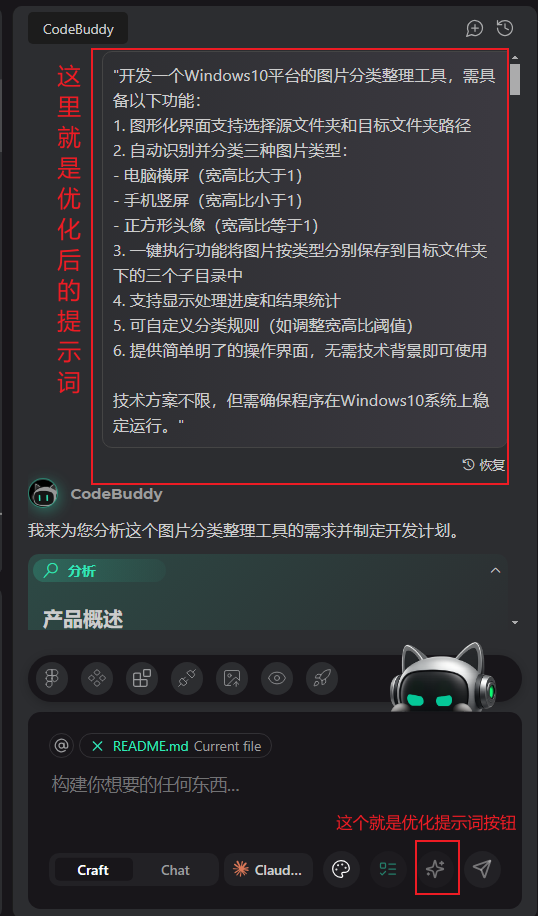 CodeBuddy
这里就是优化后的提示词
"开发一个Windows10平台的图片分类整理工具，需具
备以下功能：
1. 图形化界面支持选择源文件夹和目标文件夹路径
2. 自动识别并分类三种图片类型：
- 电脑横屏（宽高比大于1）
- 手机竖屏（宽高比小于1）
- 正方形头像（宽高比等于1）
3. 一键执行功能将图片按类型分别保存到目标文件夹
下的三个子目录中
4. 支持显示处理进度和结果统计
5. 可自定义分类规则（如调整宽高比阈值）
6. 提供简单明了的操作界面，无需技术背景即可使用
技术方案不限，但需确保程序在Windows10系统上稳
定运行。"
恢复
CodeBuddy
我来为您分析这个图片分类整理工具的需求并制定开发计划。
分析
产品概述
@
README.md Current file
构建你想要的任何东西...
这个就是优化提示词按钮
Craft
Chat
Claud...